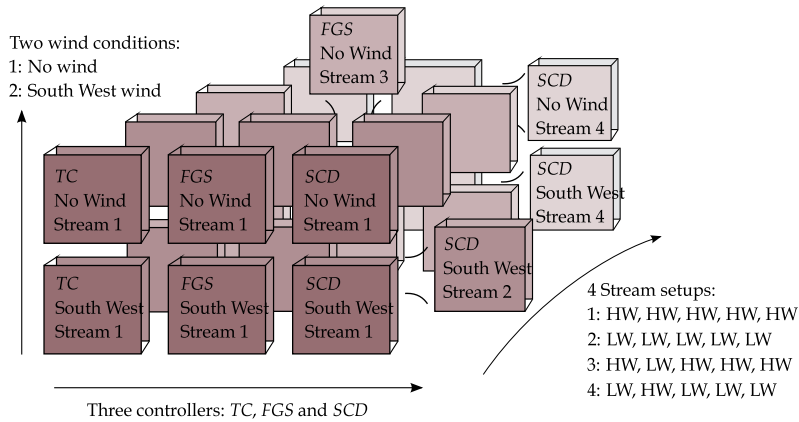 Two wind conditions:
1: No wind
2: South West wind
FGS
No Wind
Stream 3
SCD
No Wind
Stream 4
TC
No Wind
Stream 1
FGS
No Wind
Stream 1
SCD
No Wind
Stream 1
SCD
South West
Stream 4
SCD
South West
Stream 2
TC
South West
Stream 1
FGS
South West
Stream 1
SCD
South West
Stream 1
4 Stream setups:
1: HW, HW, HW, HW, HW
2: LW, LW, LW, LW, LW
3: HW, LW, HW, HW, HW
4: LW, HW, LW, LW, LW
Three controllers: TC, FGS and SCD